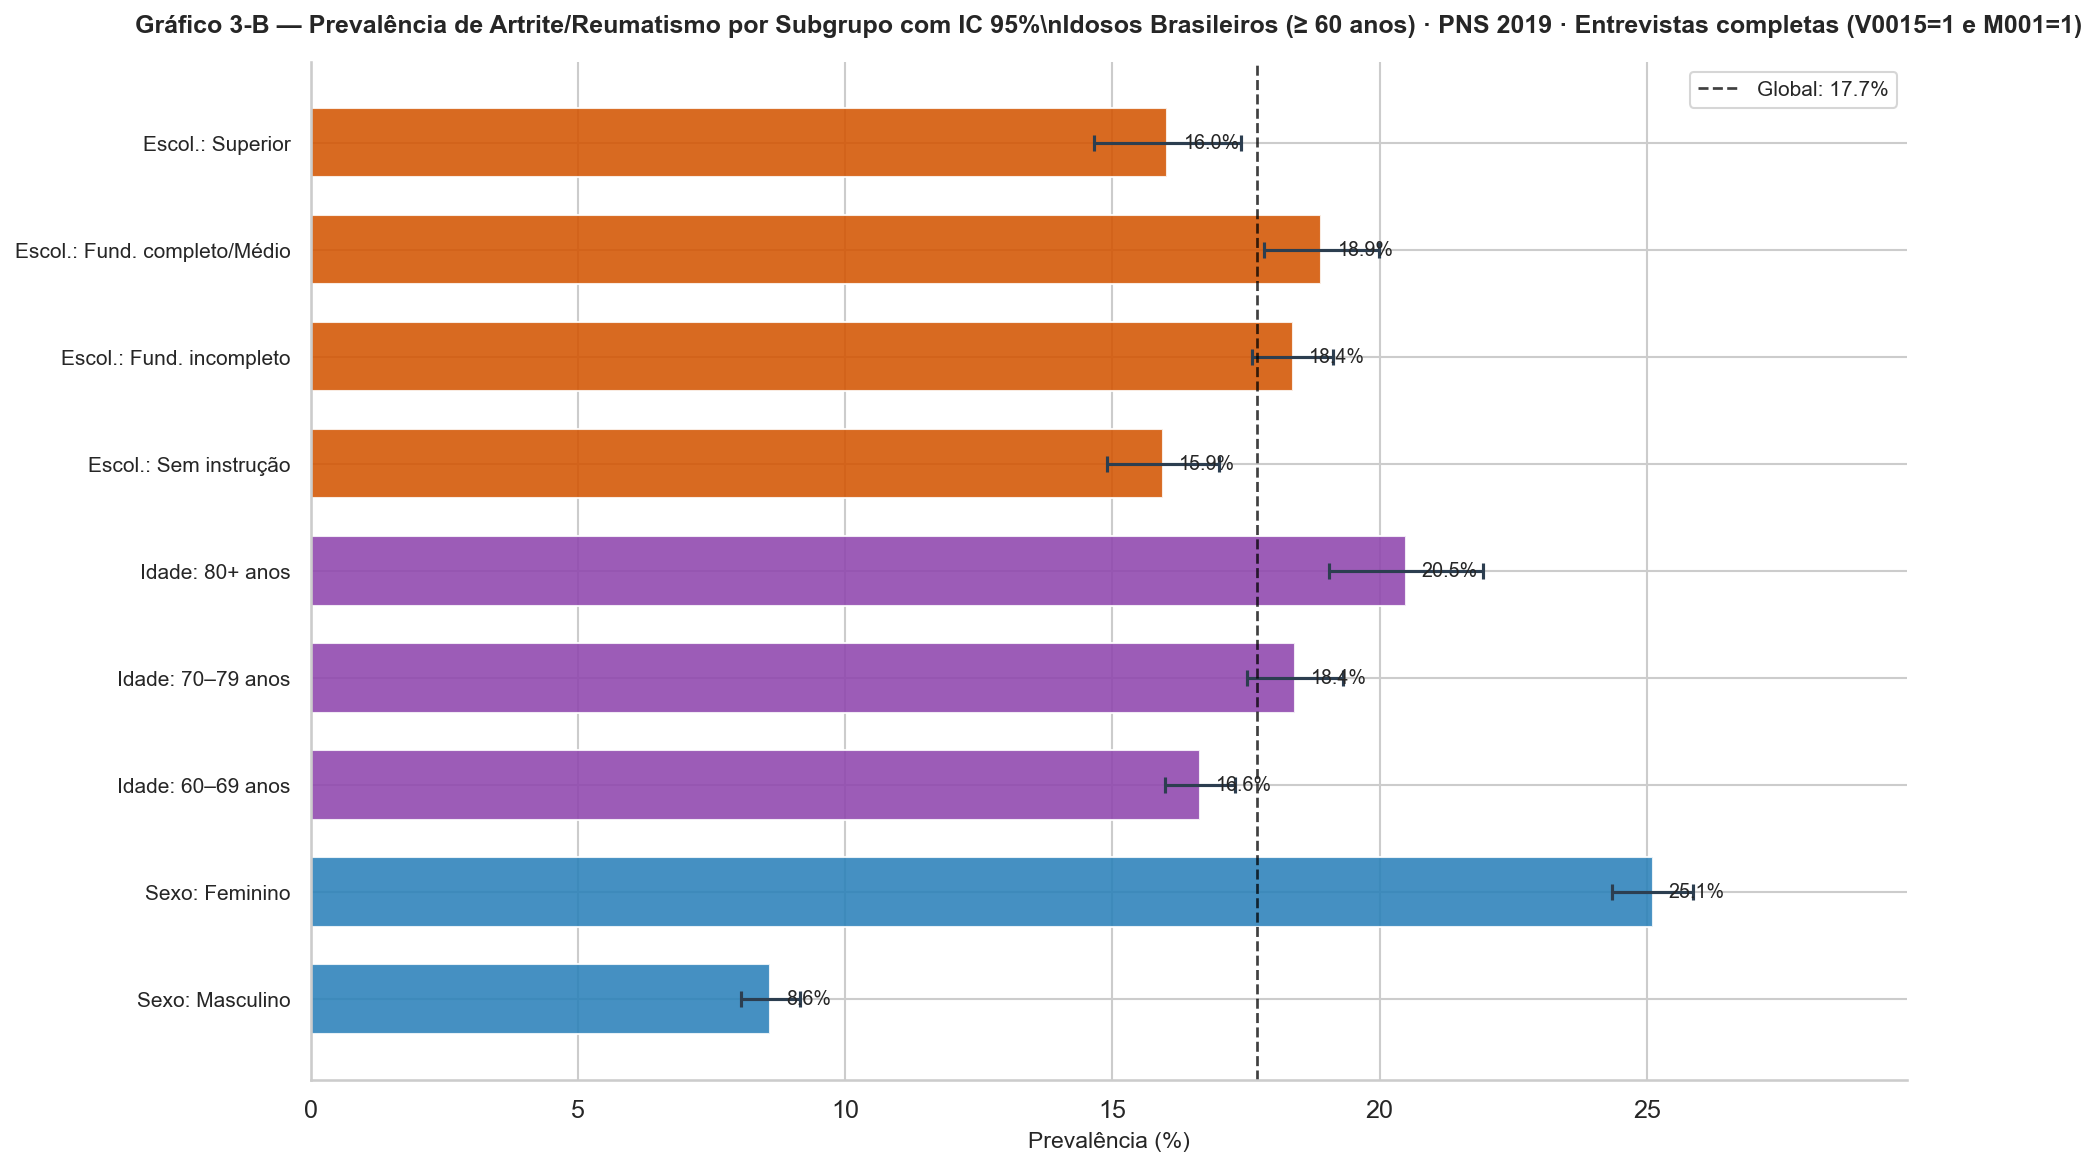 Gráfico 3-B — Prevalência de Artrite/Reumatismo por Subgrupo com IC 95%\nIdosos Brasileiros (≥ 60 anos) · PNS 2019 · Entrevistas completas (V0015=1 e M001=1)
Global: 17.7%
Escol.: Superior
16.0%
Escol.: Fund. completo/Médio
18.9%
Escol.: Fund. incompleto
18.4%
Escol.: Sem instrução
15.9%
Idade: 80+ anos
20.5%
Idade: 70–79 anos
18.4%
Idade: 60–69 anos
16.6%
Sexo: Feminino
25.1%
Sexo: Masculino
8.6%
0 5 10 15 20 25
Prevalência (%)